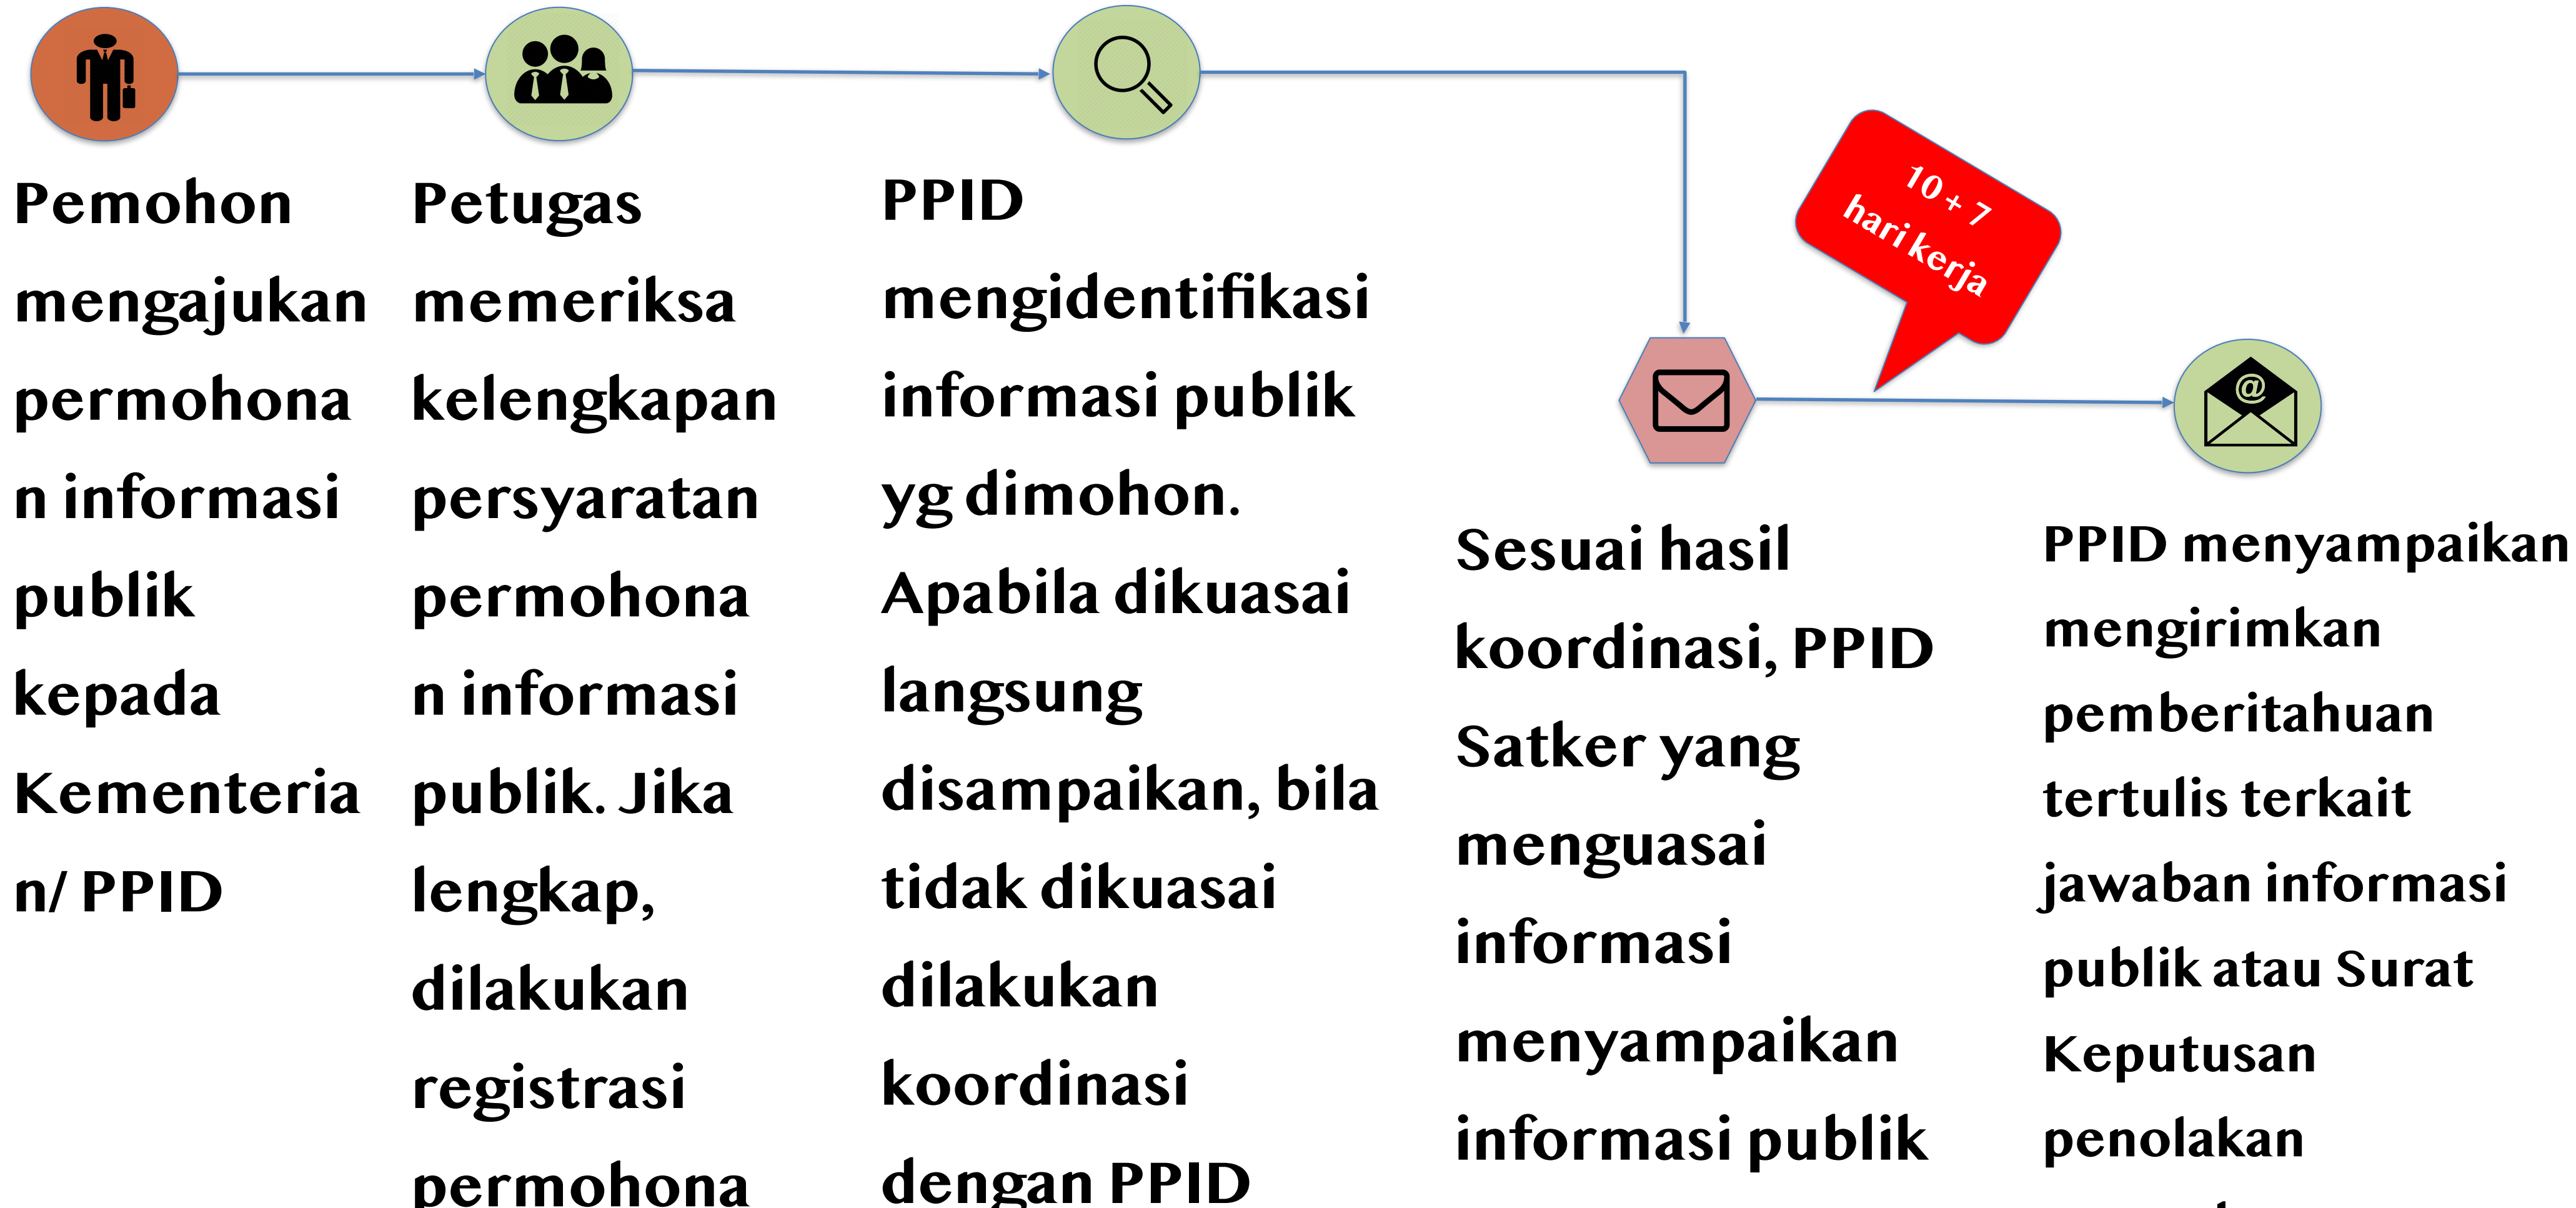 Pemohon
mengajukan
permohona
n informasi
publik
kepada
Kementeria
n/ PPID
Petugas
memeriksa
kelengkapan
persyaratan
permohona
n informasi
publik. Jika
lengkap,
dilakukan
registrasi
permohona
PPID
mengidentifikasi
informasi publik
yg dimohon.
Apabila dikuasai
langsung
disampaikan, bila
tidak dikuasai
dilakukan
koordinasi
dengan PPID
Sesuai hasil
koordinasi, PPID
Satker yang
menguasai
informasi
menyampaikan
informasi publik
10 + 7
hari kerja
@
PPID menyampaikan
mengirimkan
pemberitahuan
tertulis terkait
jawaban informasi
publik atau Surat
Keputusan
penolakan